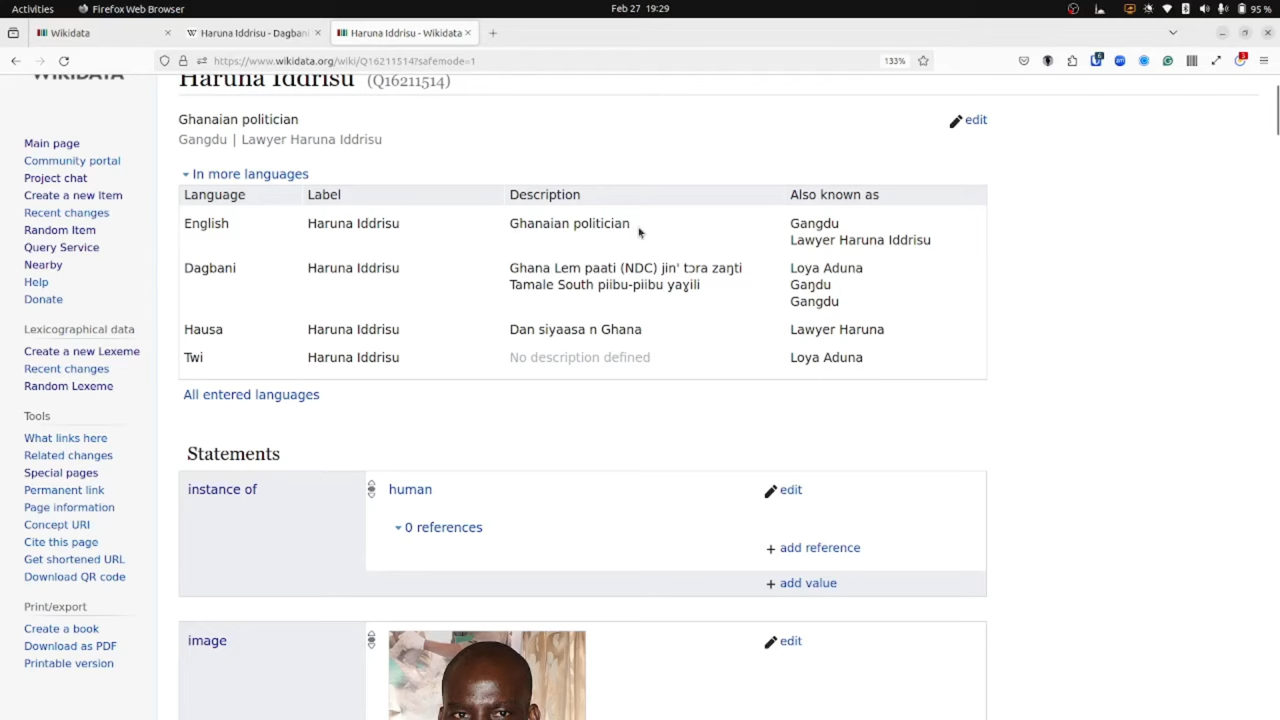 Activities
Firefox Web Browser
Feb 27 19:29
95 %
Wikidata
Haruna Iddrisu - Dagbani
Haruna Iddrisu - Wikidata
https://www.wikidata.org/wiki/Q16211514?safemode=1
133%
WIKIDATA
Haruna Iddrisu (Q16211514)
Ghanaian politician
edit
Gangdu | Lawyer Haruna Iddrisu
In more languages
Language Label Description Also known as
English Haruna Iddrisu Ghanaian politician Gangdu
Lawyer Haruna Iddrisu
Dagbani Haruna Iddrisu Ghana Lem paati (NDC) jin' tɔra zaŋti Loya Aduna
Tamale South piibu-piibu yaɣili Gaŋdu
Gangdu
Hausa Haruna Iddrisu Dan siyaasa n Ghana Lawyer Haruna
Twi Haruna Iddrisu No description defined Loya Aduna
All entered languages
Statements
instance of human edit
0 references
+ add reference
+ add value
image edit
Main page
Community portal
Project chat
Create a new Item
Recent changes
Random Item
Query Service
Nearby
Help
Donate
Lexicographical data
Create a new Lexeme
Recent changes
Random Lexeme
Tools
What links here
Related changes
Special pages
Permanent link
Page information
Concept URI
Cite this page
Get shortened URL
Download QR code
Print/export
Create a book
Download as PDF
Printable version